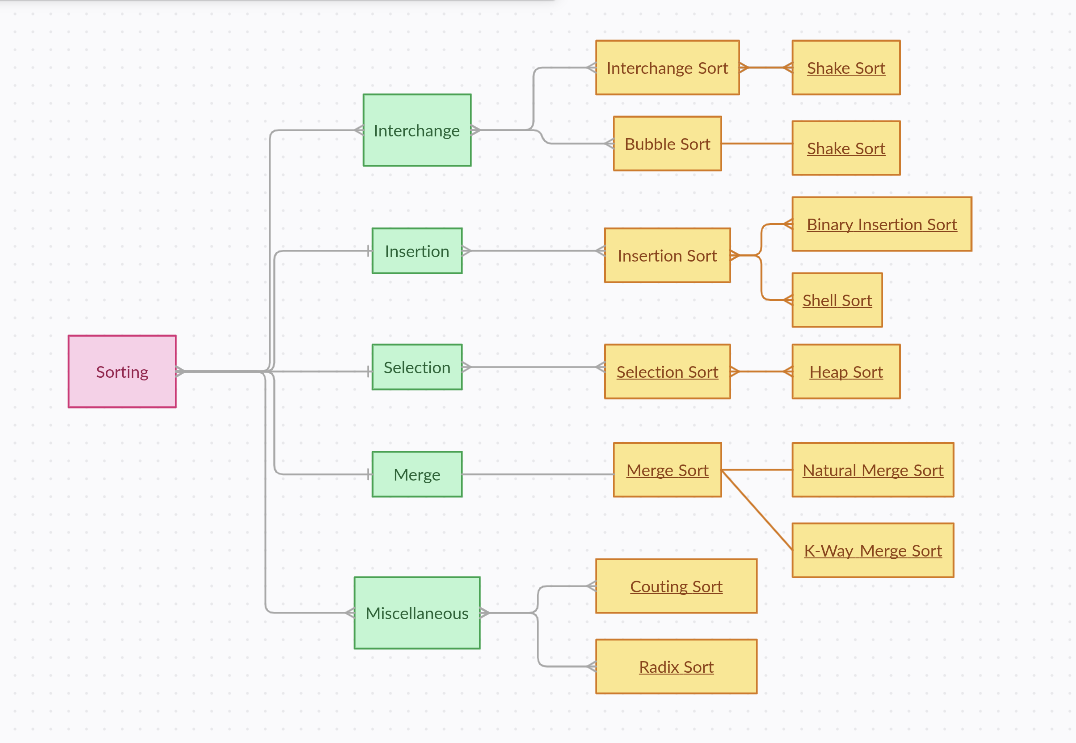 Sorting
Interchange
Interchange Sort
Shake Sort
Bubble Sort
Shake Sort
Insertion
Insertion Sort
Binary Insertion Sort
Shell Sort
Selection
Selection Sort
Heap Sort
Merge
Merge Sort
Natural Merge Sort
K-Way Merge Sort
Miscellaneous
Couting Sort
Radix Sort